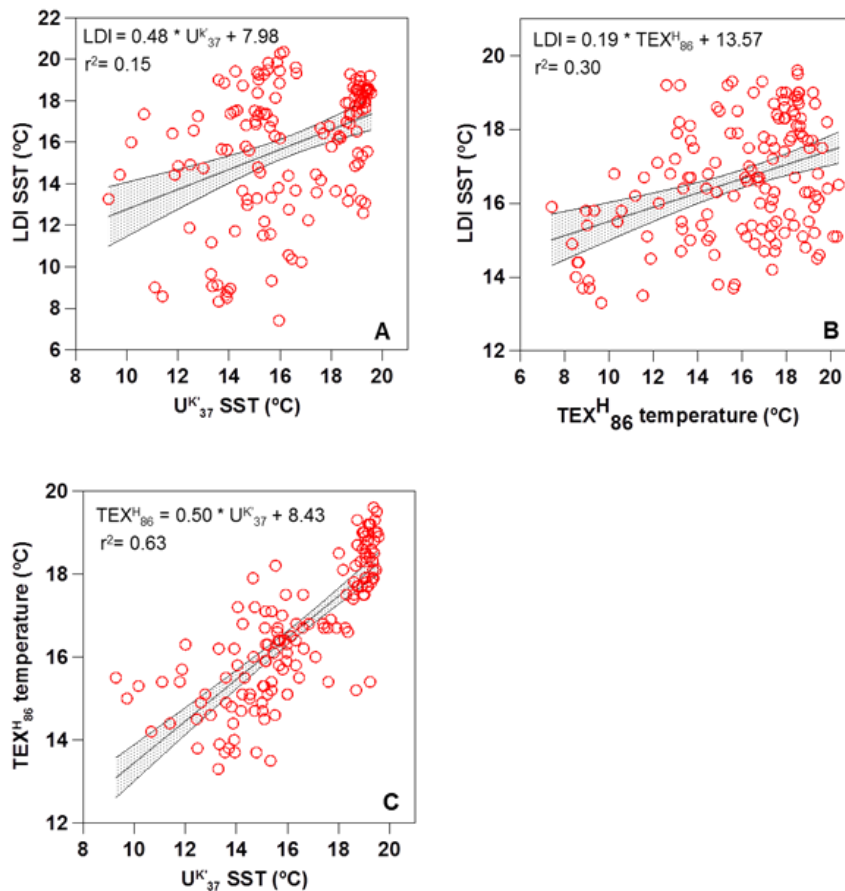 LDI = 0.48 * Uᴷ'₃₇ + 7.98
r² = 0.15
22
20
18
16
14
12
10
8
6
LDI SST (ºC)
10
12
14
16
18
20
Uᴷ'₃₇ SST (ºC)
A
LDI = 0.19 * TEXᴴ₈₆ + 13.57
r²= 0.30
20
18
16
14
12
LDI SST (ºC)
6
8
10
12
14
16
18
20
TEXᴴ₈₆ temperature (ºC)
B
TEXᴴ₈₆ = 0.50 * Uᴷ'₃₇ + 8.43
r²= 0.63
20
18
16
14
12
TEXᴴ₈₆ temperature (ºC)
8
10
12
14
16
18
20
Uᴷ'₃₇ SST (ºC)
C